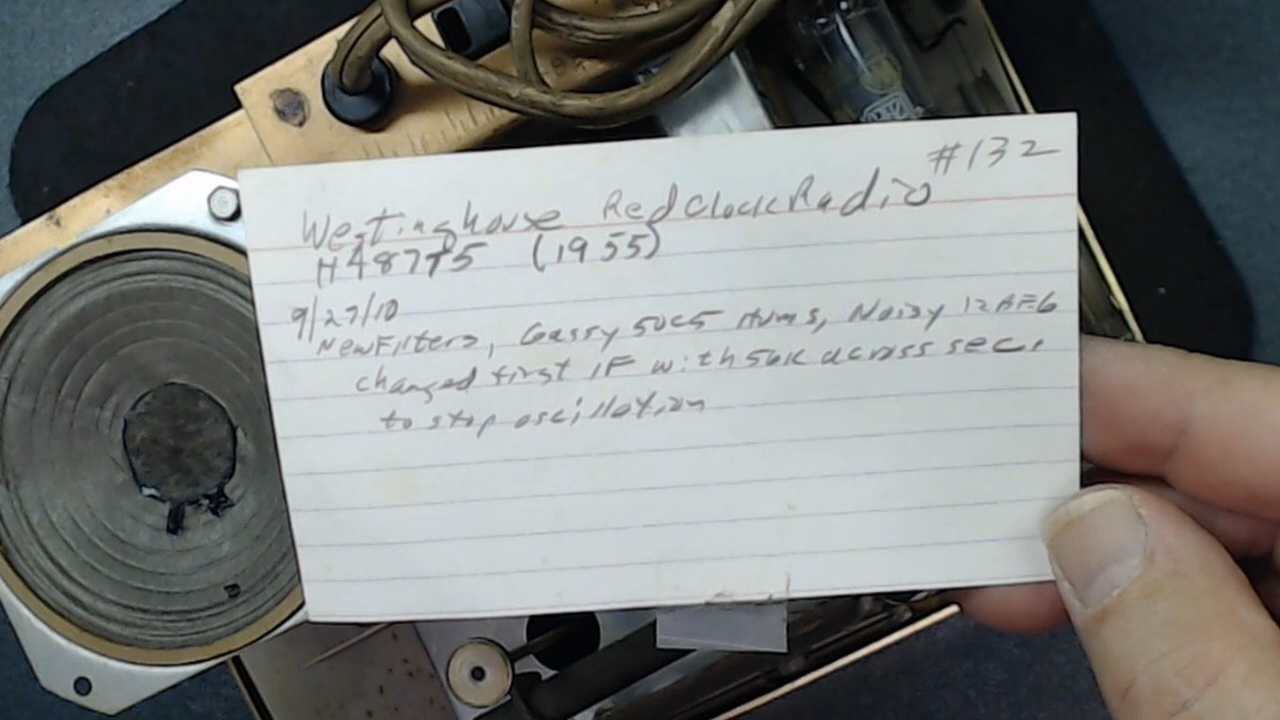 #132
Westinghouse Red Clock Radio
H487T5 (1955)
9/27/10
New Filters, Gassy 50C5 Hums, Noisy 12BE6
changed first IF with 56K across sec.
to stop oscillation